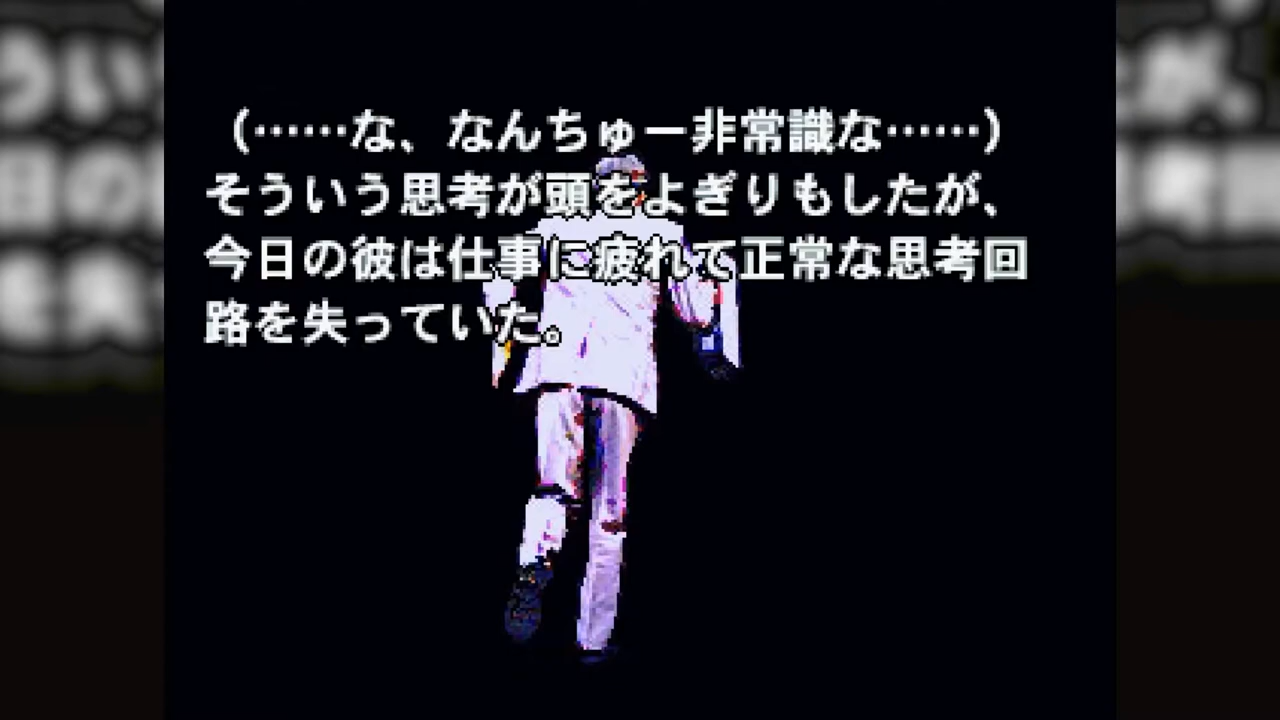 （……な、なんちゅー非常識な……）
そういう思考が頭をよぎりもしたが、
今日の彼は仕事に疲れて正常な思考回
路を失っていた。